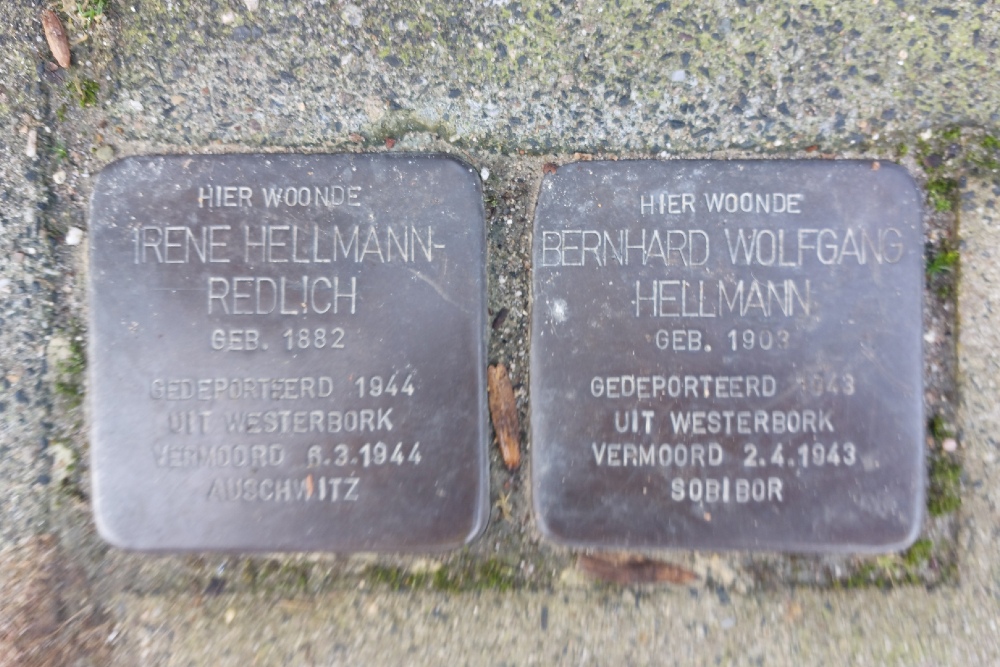 HIER WOONDE
IRENE HELLMANN-
REDLICH
GEB. 1882
GEDEPORTEERD 1944
UIT WESTERBORK
VERMOORD 6.3.1944
AUSCHWITZ
HIER WOONDE
BERNHARD WOLFGANG
HELLMANN
GEB. 1903
GEDEPORTEERD 1943
UIT WESTERBORK
VERMOORD 2.4.1943
SOBIBOR